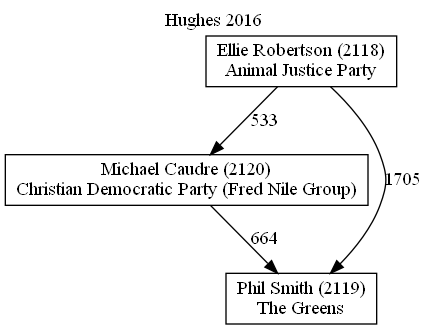 Hughes 2016
Ellie Robertson (2118)
Animal Justice Party
533
Michael Caudre (2120)
Christian Democratic Party (Fred Nile Group)
1705
664
Phil Smith (2119)
The Greens